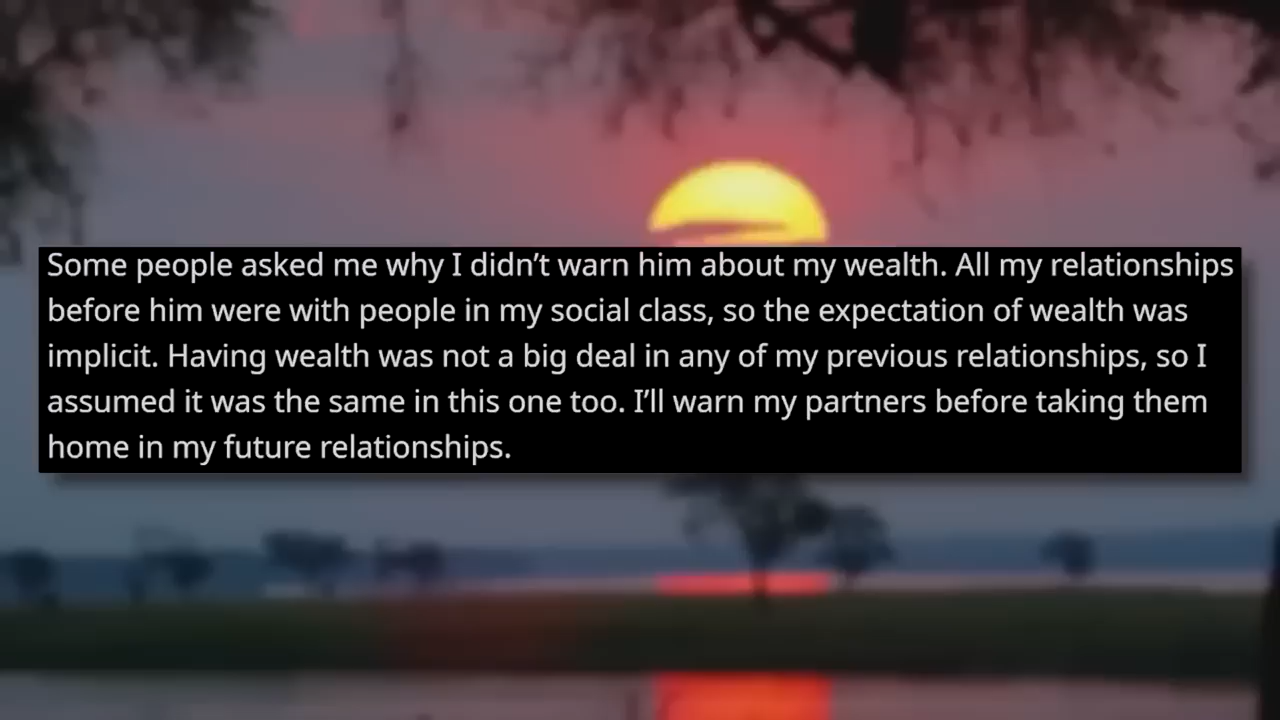 Some people asked me why I didn’t warn him about my wealth. All my relationships
before him were with people in my social class, so the expectation of wealth was
implicit. Having wealth was not a big deal in any of my previous relationships, so I
assumed it was the same in this one too. I’ll warn my partners before taking them
home in my future relationships.